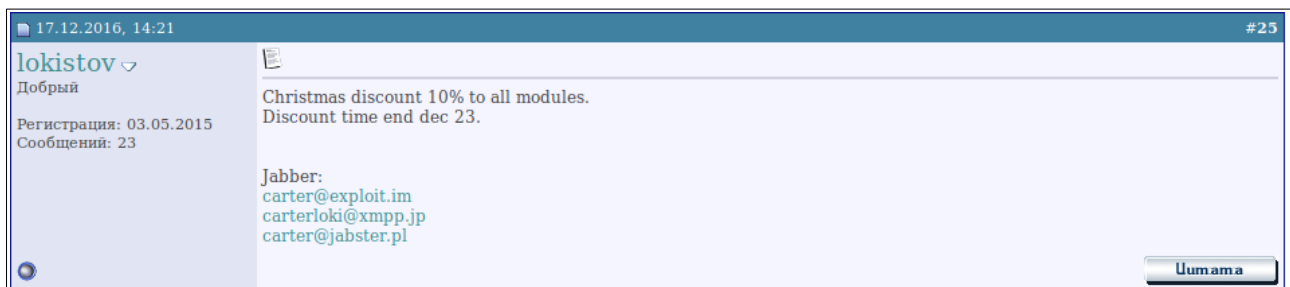 17.12.2016, 14:21 #25
lokistov
Добрый
Регистрация: 03.05.2015
Сообщений: 23
Christmas discount 10% to all modules.
Discount time end dec 23.
Jabber:
carter@exploit.im
carterloki@xmpp.jp
carter@jabster.pl
Цитата